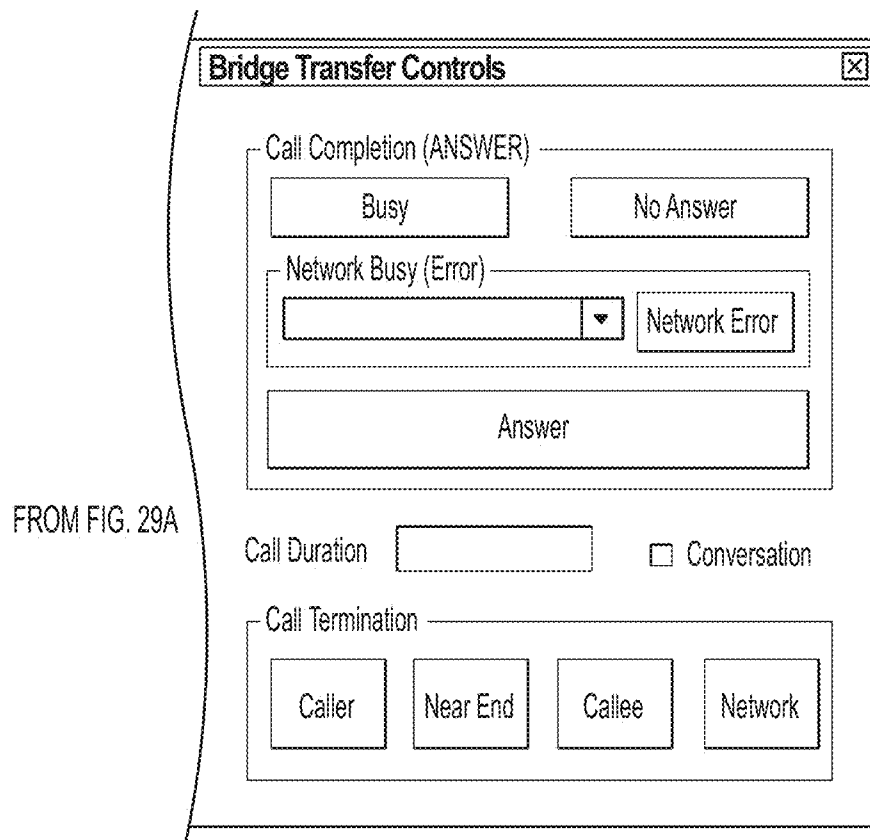 Bridge Transfer Controls
Call Completion (ANSWER)
Busy
No Answer
Network Busy (Error)
Network Error
Answer
FROM FIG. 29A
Call Duration
Conversation
Call Termination
Caller
Near End
Callee
Network